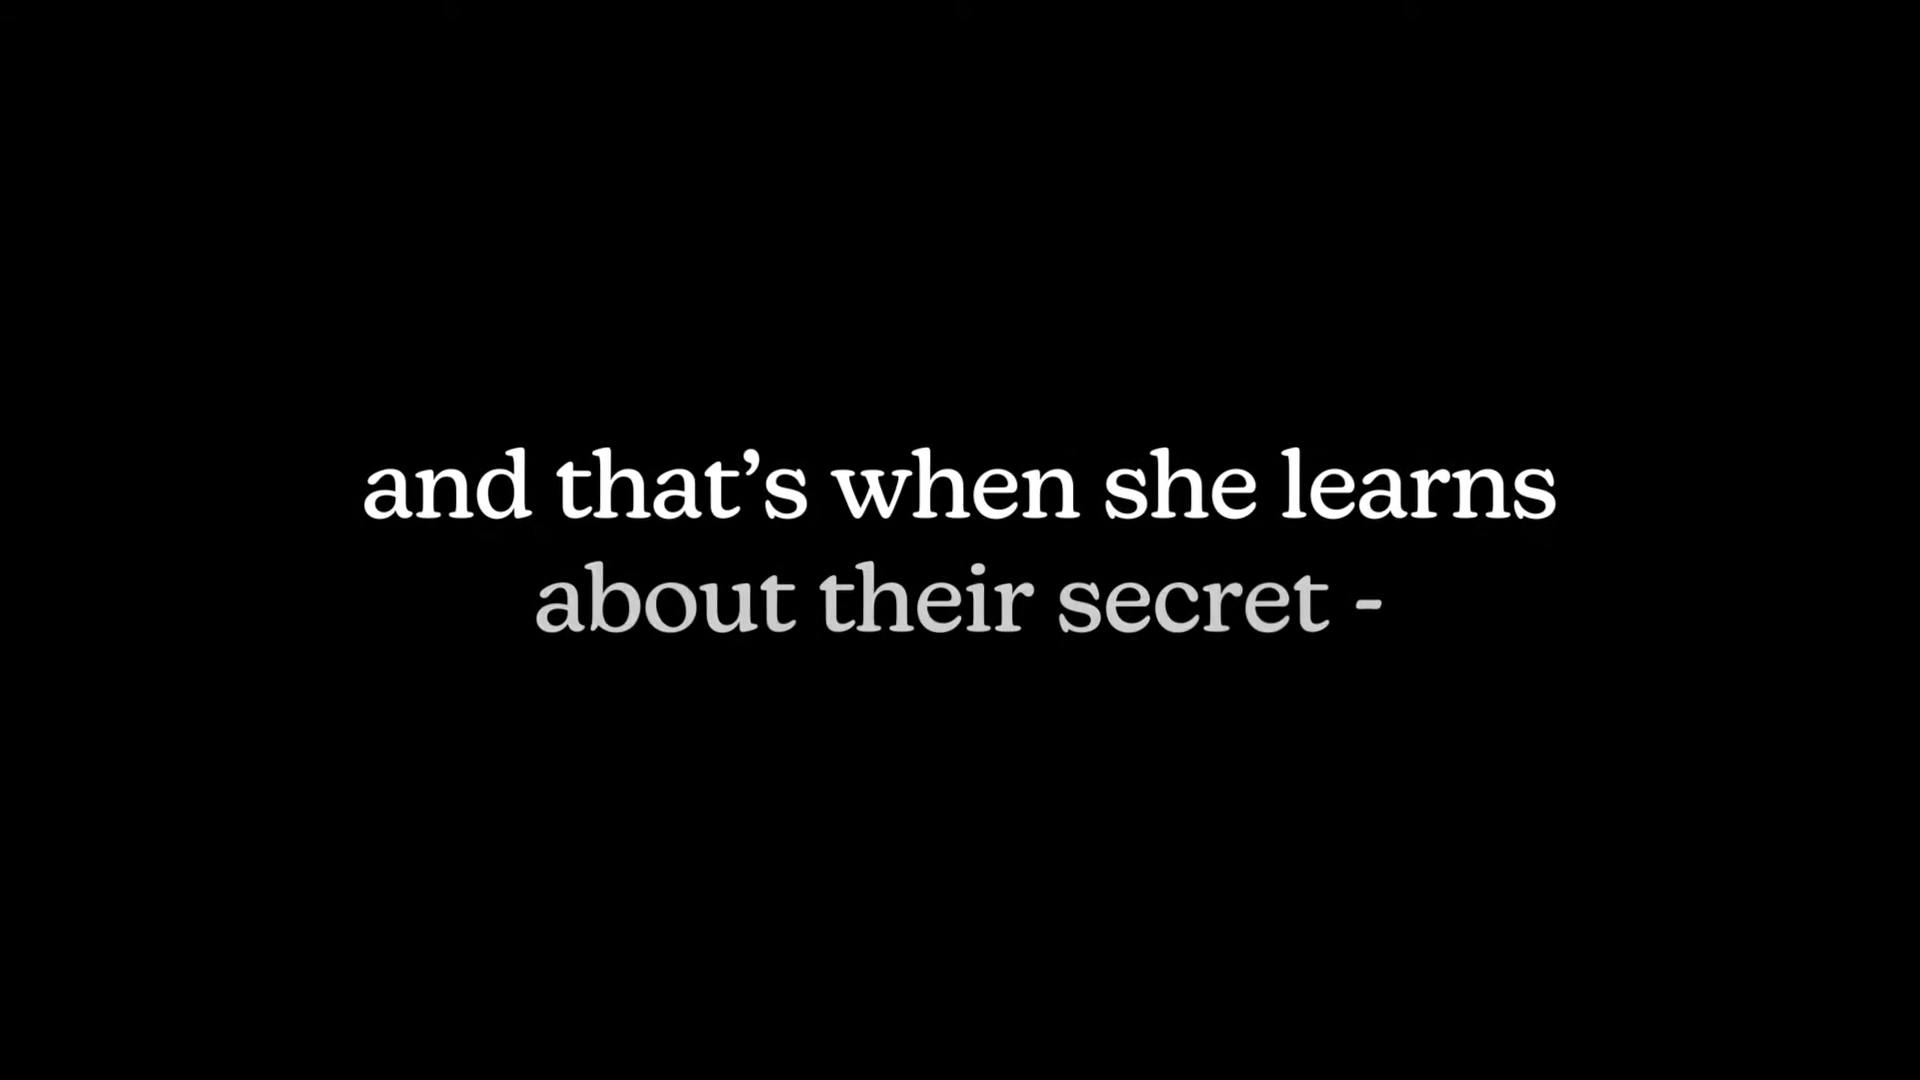 and that’s when she learns
about their secret -